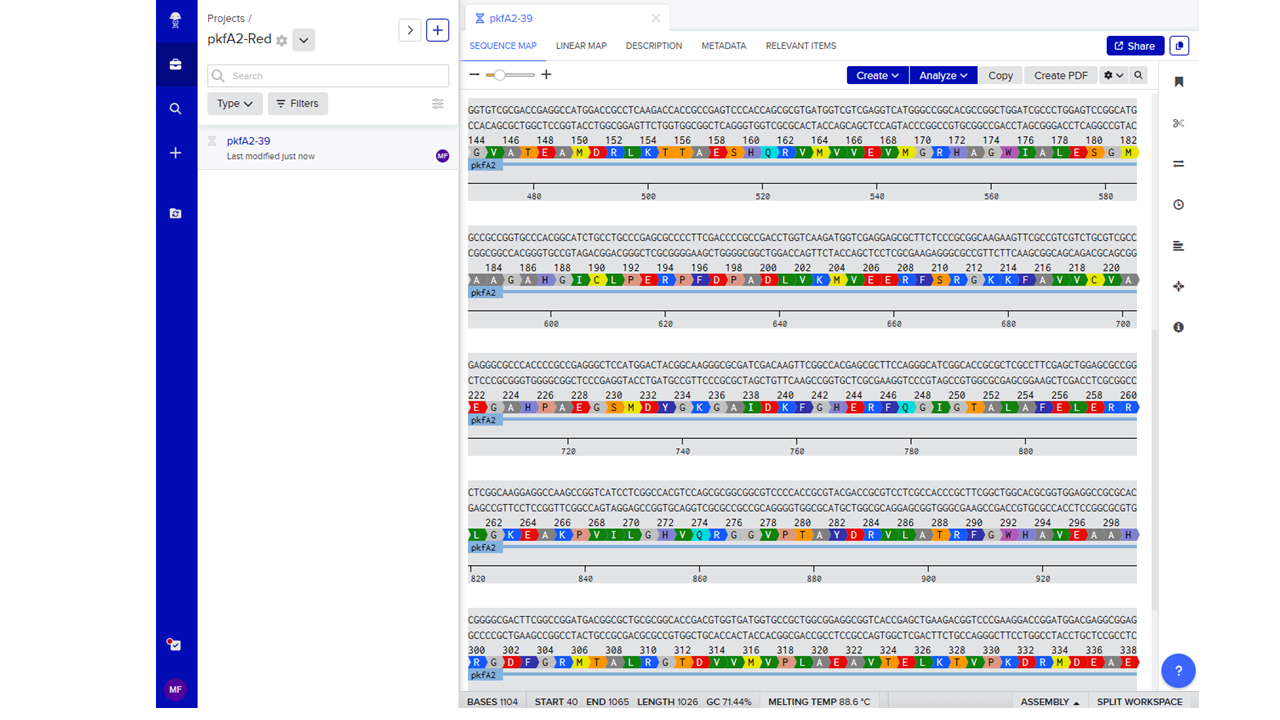 Projects /
pkfA2-Red
Search
Type
Filters
pkfA2-39
Last modified just now
MF
MF
pkfA2-39
SEQUENCE MAP LINEAR MAP DESCRIPTION METADATA RELEVANT ITEMS
Share
Create Analyze Copy Create PDF
GGTGTCGCGACCGAGGCCATGGACCGCCTCAAGACCACCGCCGAGTCCCACCAGCGCGTGATGGTCGTCGAGGTCATGGGCCGGCACGCCGGCTGGATCGCCCTGGAGTCCGGCATG
CCACAGCGCTGGCTCCGGTACCTGGCGGAGTTCTGGTGGCGGCTCAGGGTGGTCGCGCACTACCAGCAGCTCCAGTACCCGGCCGTGCGGCCGACCTAGCGGGACCTCAGGCCGTAC
144 146 148 150 152 154 156 158 160 162 164 166 168 170 172 174 176 178 180 182
G V A T E A M D R L K T T A E S H Q R V M V V E V M G R H A G W I A L E S G M
pkfA2
480 500 520 540 560 580
GCCGCCGGTGCCCACGGCATCTGCCTGCCCGAGCGCCCCTTCGACCCCGCCGACCTGGTCAAGATGGTCGAGGAGCGCTTCTCCCGCGGCAAGAAGTTCGCCGTCGTCTGCGTCGCC
CGGCGGCCACGGGTGCCGTAGACGGACGGGCTCGCGGGGAAGCTGGGGCGGCTGGACCAGTTCTACCAGCTCCTCGCGAAGAGGGCGCCGTTCTTCAAGCGGCAGCAGACGCAGCGG
184 186 188 190 192 194 196 198 200 202 204 206 208 210 212 214 216 218 220
A A G A H G I C L P E R P F D P A D L V K M V E E R F S R G K K F A V V C V A
pkfA2
600 620 640 660 680 700
GAGGGCGCCCACCCCGCCGAGGGCTCCATGGACTACGGCAAGGGCGCGATCGACAAGTTCGGCCACGAGCGCTTCCAGGGCATCGGCACCGCGCTCGCCTTCGAGCTGGAGCGCCGG
CTCCCGCGGGTGGGGCGGCTCCCGAGGTACCTGATGCCGTTCCCGCGCTAGCTGTTCAAGCCGGTGCTCGCGAAGGTCCCGTAGCCGTGGCGCGAGCGGAAGCTCGACCTCGCGGCC
222 224 226 228 230 232 234 236 238 240 242 244 246 248 250 252 254 256 258 260
E G A H P A E G S M D Y G K G A I D K F G H E R F Q G I G T A L A F E L E R R
pkfA2
720 740 760 780 800
CTCGGCAAGGAGGCCAAGCCGGTCATCCTCGGCCACGTCCAGCGCGGCGGCGTCCCCACCGCGTACGACCGCGTCCTCGCCACCCGCTTCGGCTGGCACGCGGTGGAGGCCGCGCAC
GAGCCGTTCCTCCGGTTCGGCCAGTAGGAGCCGGTGCAGGTCGCGCCGCCGCAGGGGTGGCGCATGCTGGCGCAGGAGCGGTGGGCGAAGCCGACCGTGCGCCACCTCCGGCGCGTG
262 264 266 268 270 272 274 276 278 280 282 284 286 288 290 292 294 296 298
L G K E A K P V I L G H V Q R G G V P T A Y D R V L A T R F G W H A V E A A H
pkfA2
820 840 860 880 900 920
CGGGGCGACTTCGGCCGGATGACGGCGCTGCGCGGCACCGACGTGGTGATGGTGCCGCTGGCGGAGGCGGTCACCGAGCTGAAGACGGTCCCGAAGGACCGGATGGACGAGGCGGAG
GCCCCGCTGAAGCCGGCCTACTGCCGCGACGCGCCGTGGCTGCACCACTACCACGGCGACCGCCTCCGCCAGTGGCTCGACTTCTGCCAGGGCTTCCTGGCCTACCTGCTCCGCCTC
300 302 304 306 308 310 312 314 316 318 320 322 324 326 328 330 332 334 336 338
R G D F G R M T A L R G T D V V M V P L A E A V T E L K T V P K D R M D E A E
pkfA2
BASES 1104 START 40 END 1065 LENGTH 1026 GC 71.44% MELTING TEMP 88.6 °C ASSEMBLY SPLIT WORKSPACE
?